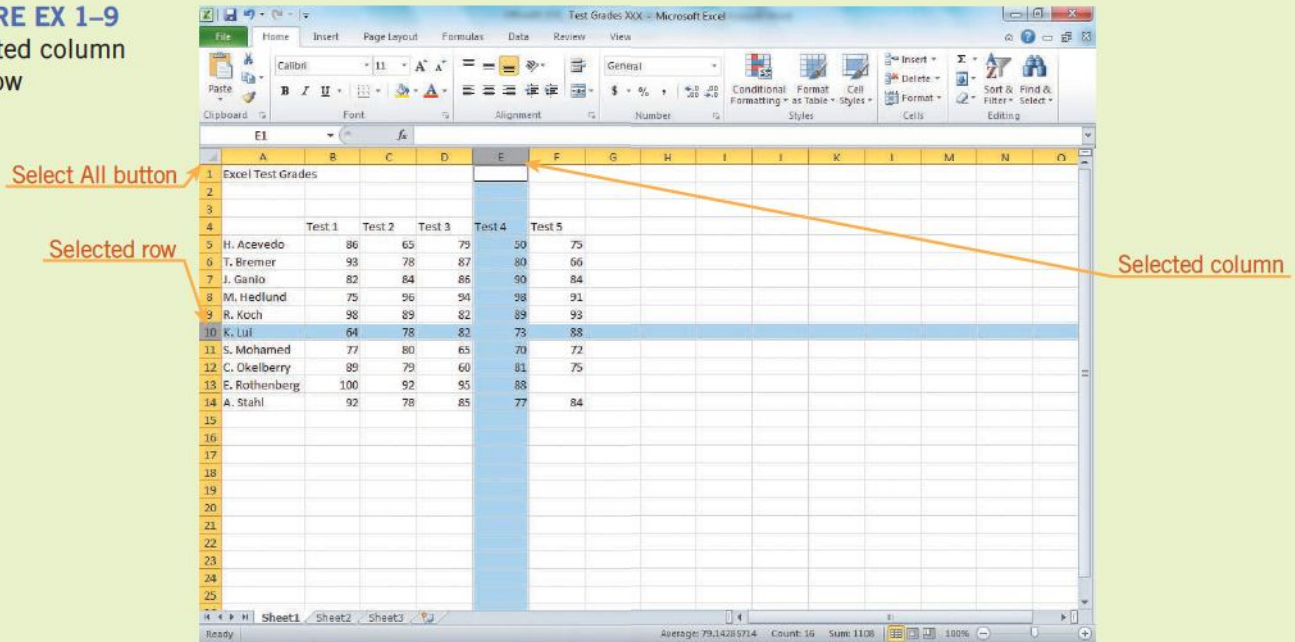 RE EX 1–9
ted column
ow
Test Grades XXX - Microsoft Excel
File Home Insert Page Layout Formulas Data Review View
Calibri 11 A A General Insert Σ
Paste B I U A $ % , Conditional Format Cell Delete Sort & Find &
Formatting as Table Styles Format Filter Select
Clipboard Font Alignment Number Styles Cells Editing
E1 fx
A B C D E F G H I J K L M N O
Select All button
1 Excel Test Grades
2
3
4 Test 1 Test 2 Test 3 Test 4 Test 5
Selected row
5 H. Acevedo 86 65 79 50 75
6 T. Bremer 93 78 87 80 66
Selected column
7 J. Ganio 82 84 86 90 84
8 M. Hedlund 75 96 94 98 91
9 R. Koch 98 89 82 89 93
10 K. Lui 64 78 82 73 88
11 S. Mohamed 77 80 65 70 72
12 C. Okelberry 89 79 60 81 75
13 E. Rothenberg 100 92 95 88
14 A. Stahl 92 78 85 77 84
15
16
17
18
19
20
21
22
23
24
25
Sheet1 Sheet2 Sheet3
Ready Average: 79.14285714 Count: 16 Sum: 1108 100%